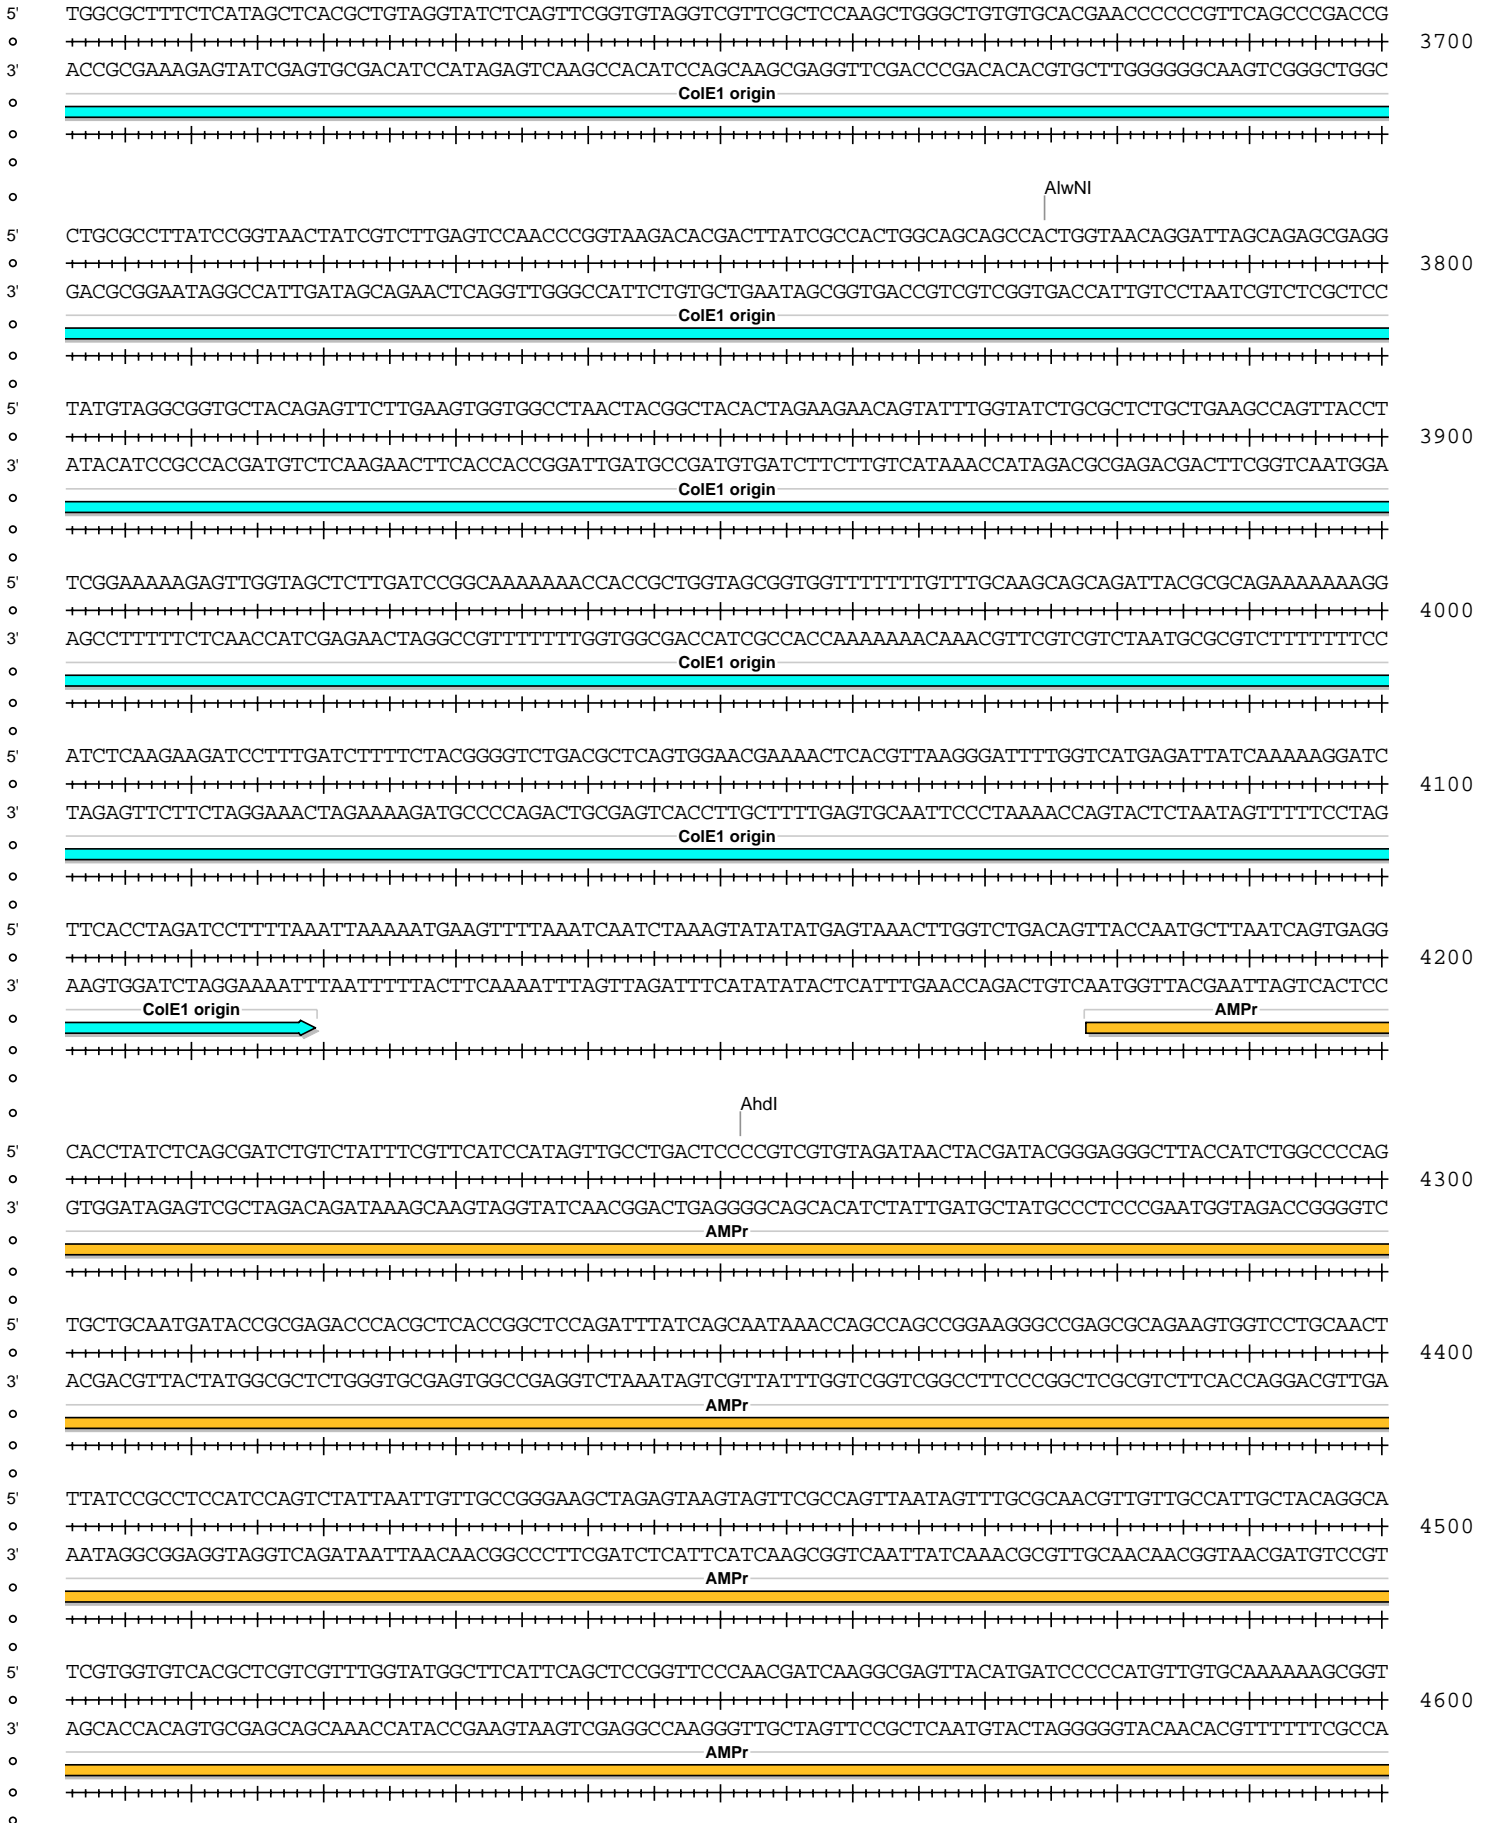 5' TGGCGCTTTCTCATAGCTCACGCTGTAGGTATCTCAGTTCGGTGTAGGTCGTTCGCTCCAAGCTGGGCTGTGTGCACGAACCCCCCGTTCAGCCCGACCG
3700
3' ACCGCGAAAGAGTATCGAGTGCGACATCCATAGAGTCAAGCCACATCCAGCAAGCGAGGTTCGACCCGACACACGTGCTTGGGGGGCAAGTCGGGCTGGC
ColE1 origin
AlwNI
5' CTGCGCCTTATCCGGTAACTATCGTCTTGAGTCCAACCCGGTAAGACACGACTTATCGCCACTGGCAGCAGCCACTGGTAACAGGATTAGCAGAGCGAGG
3800
3' GACGCGGAATAGGCCATTGATAGCAGAACTCAGGTTGGGCCATTCTGTGCTGAATAGCGGTGACCGTCGTCGGTGACCATTGTCCTAATCGTCTCGCTCC
ColE1 origin
5' TATGTAGGCGGTGCTACAGAGTTCTTGAAGTGGTGGCCTAACTACGGCTACACTAGAAGAACAGTATTTGGTATCTGCGCTCTGCTGAAGCCAGTTACCT
3900
3' ATACATCCGCCACGATGTCTCAAGAACTTCACCACCGGATTGATGCCGATGTGATCTTCTTGTCATAAACCATAGACGCGAGACGACTTCGGTCAATGGA
ColE1 origin
5' TCGGAAAAAGAGTTGGTAGCTCTTGATCCGGCAAAAAAACCACCGCTGGTAGCGGTGGTTTTTTTGTTTGCAAGCAGCAGATTACGCGCAGAAAAAAAGG
4000
3' AGCCTTTTTCTCAACCATCGAGAACTAGGCCGTTTTTTTGGTGGCGACCATCGCCACCAAAAAAACAAACGTTCGTCGTCTAATGCGCGTCTTTTTTTCC
ColE1 origin
5' ATCTCAAGAAGATCCTTTGATCTTTTCTACGGGGTCTGACGCTCAGTGGAACGAAAACTCACGTTAAGGGATTTTGGTCATGAGATTATCAAAAAGGATC
4100
3' TAGAGTTCTTCTAGGAAACTAGAAAAGATGCCCCAGACTGCGAGTCACCTTGCTTTTGAGTGCAATTCCCTAAAACCAGTACTCTAATAGTTTTTCCTAG
ColE1 origin
5' TTCACCTAGATCCTTTTAAATTAAAAATGAAGTTTTAAATCAATCTAAAGTATATATGAGTAAACTTGGTCTGACAGTTACCAATGCTTAATCAGTGAGG
4200
3' AAGTGGATCTAGGAAAATTTAATTTTTACTTCAAAATTTAGTTAGATTTCATATATACTCATTTGAACCAGACTGTCAATGGTTACGAATTAGTCACTCC
ColE1 origin AMPr
AhdI
5' CACCTATCTCAGCGATCTGTCTATTTCGTTCATCCATAGTTGCCTGACTCCCCGTCGTGTAGATAACTACGATACGGGAGGGCTTACCATCTGGCCCCAG
4300
3' GTGGATAGAGTCGCTAGACAGATAAAGCAAGTAGGTATCAACGGACTGAGGGGCAGCACATCTATTGATGCTATGCCCTCCCGAATGGTAGACCGGGGTC
AMPr
5' TGCTGCAATGATACCGCGAGACCCACGCTCACCGGCTCCAGATTTATCAGCAATAAACCAGCCAGCCGGAAGGGCCGAGCGCAGAAGTGGTCCTGCAACT
4400
3' ACGACGTTACTATGGCGCTCTGGGTGCGAGTGGCCGAGGTCTAAATAGTCGTTATTTGGTCGGTCGGCCTTCCCGGCTCGCGTCTTCACCAGGACGTTGA
AMPr
5' TTATCCGCCTCCATCCAGTCTATTAATTGTTGCCGGGAAGCTAGAGTAAGTAGTTCGCCAGTTAATAGTTTGCGCAACGTTGTTGCCATTGCTACAGGCA
4500
3' AATAGGCGGAGGTAGGTCAGATAATTAACAACGGCCCTTCGATCTCATTCATCAAGCGGTCAATTATCAAACGCGTTGCAACAACGGTAACGATGTCCGT
AMPr
5' TCGTGGTGTCACGCTCGTCGTTTGGTATGGCTTCATTCAGCTCCGGTTCCCAACGATCAAGGCGAGTTACATGATCCCCCATGTTGTGCAAAAAAGCGGT
4600
3' AGCACCACAGTGCGAGCAGCAAACCATACCGAAGTAAGTCGAGGCCAAGGGTTGCTAGTTCCGCTCAATGTACTAGGGGGTACAACACGTTTTTTCGCCA
AMPr